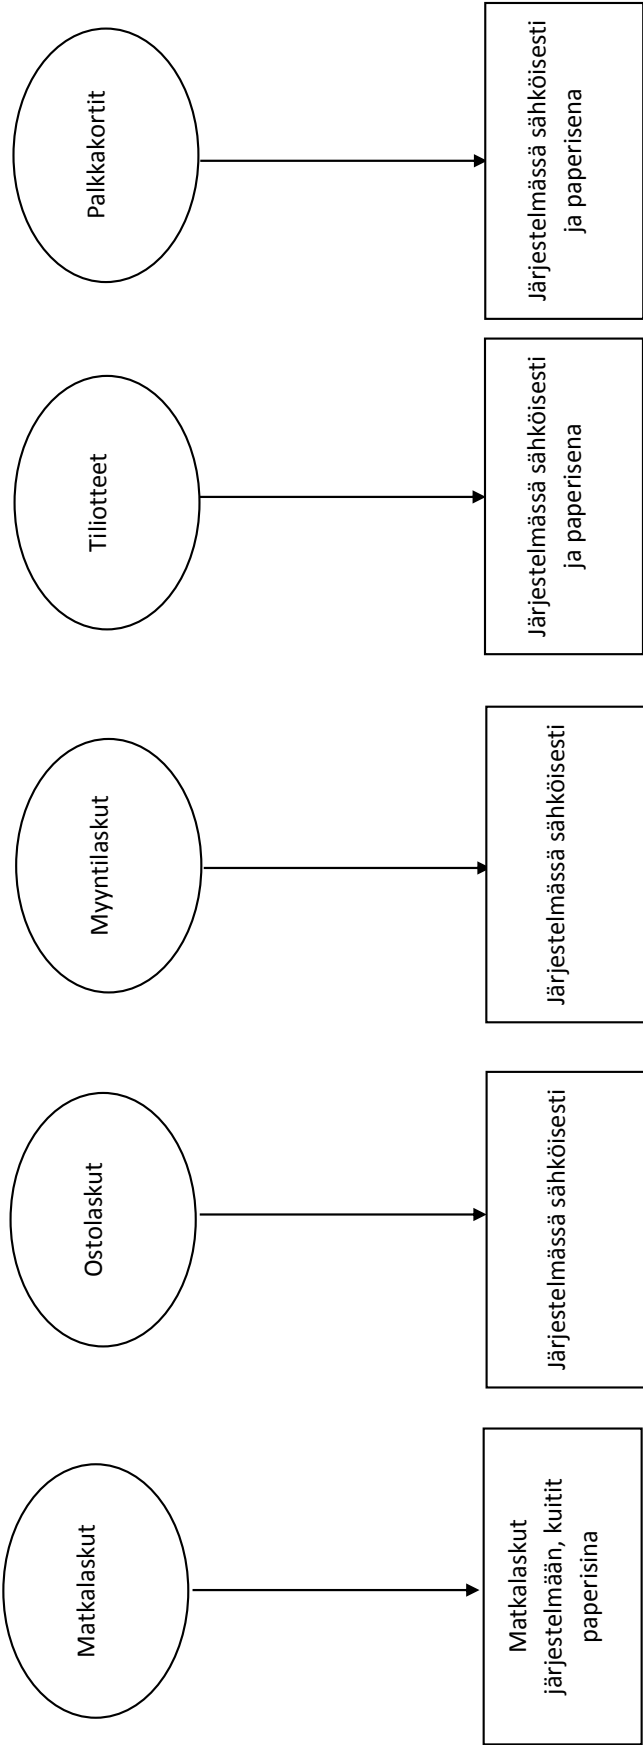 Matkalaskut
Ostolaskut
Myyntilaskut
Tiliotteet
Palkkakortit
Matkalaskut
järjestelmään, kuitit
paperisina
Järjestelmässä sähköisesti
Järjestelmässä sähköisesti
Järjestelmässä sähköisesti
ja paperisena
Järjestelmässä sähköisesti
ja paperisena